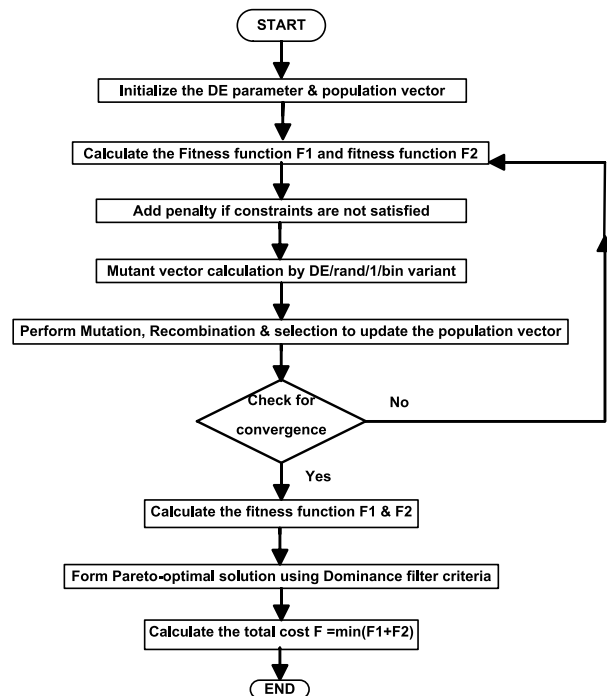 START
Initialize the DE parameter & population vector
Calculate the Fitness function F1 and fitness function F2
Add penalty if constraints are not satisfied
Mutant vector calculation by DE/rand/1/bin variant
Perform Mutation, Recombination & selection to update the population vector
Check for
convergence
No
Yes
Calculate the fitness function F1 & F2
Form Pareto-optimal solution using Dominance filter criteria
Calculate the total cost F =min(F1+F2)
END